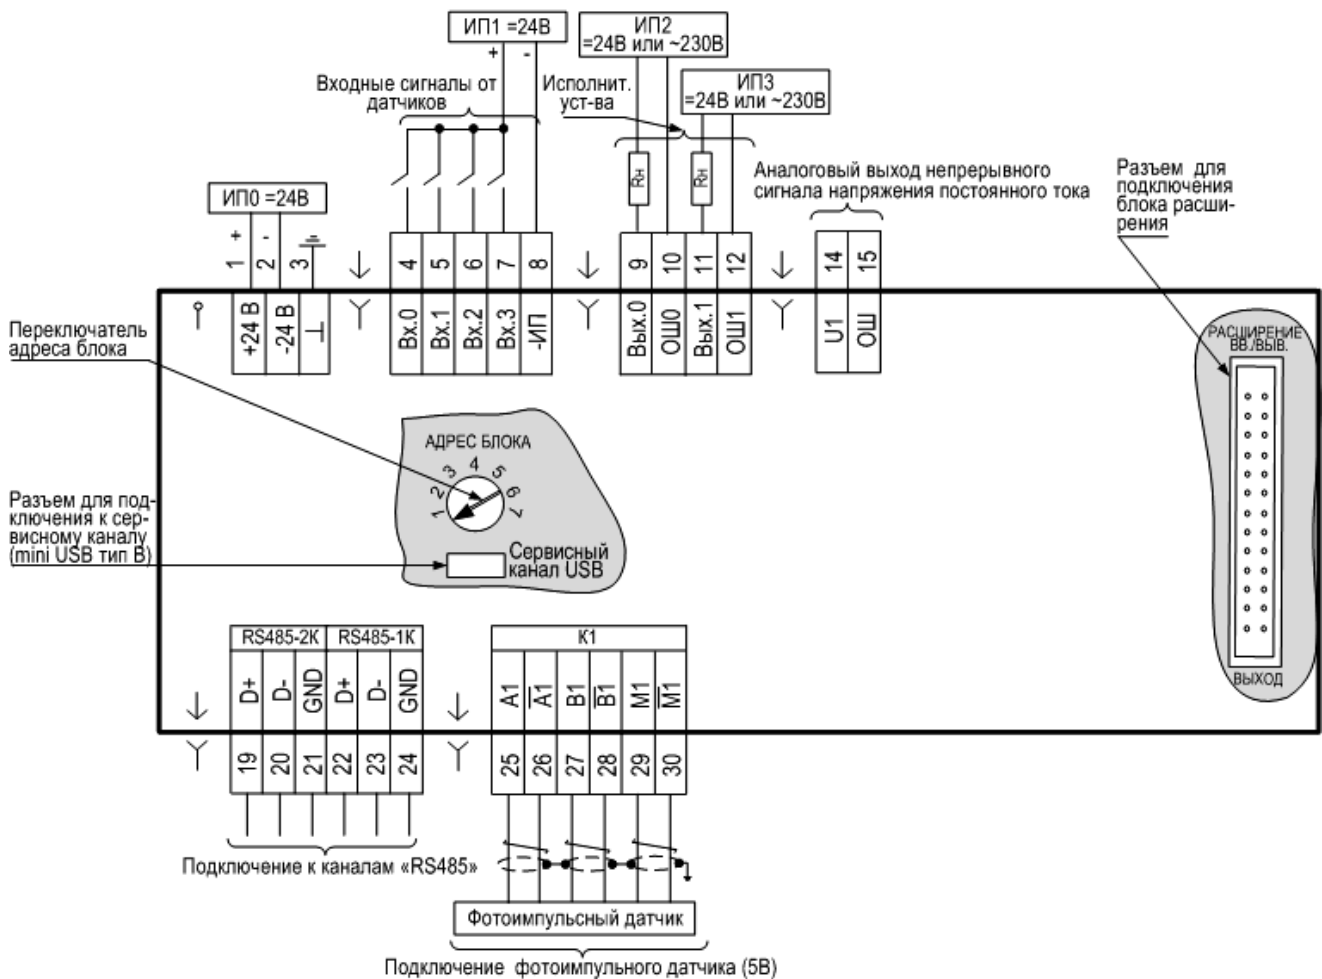 ИП1 =24В
+
-
ИП2
=24В или ~230В
ИП3
=24В или ~230В
Входные сигналы от
датчиков
Исполнит.
уст-ва
Rн
Rн
Аналоговый выход непрерывного
сигнала напряжения постоянного тока
Разъем для
подключения
блока расши-
рения
ИП0 =24В
+
-
1
2
3
4
5
6
7
8
9
10
11
12
14
15
+24 В
-24 В
Вх.0
Вх.1
Вх.2
Вх.3
-ИП
Вых.0
ОШ0
Вых.1
ОШ1
U1
ОШ
Переключатель
адреса блока
РАСШИРЕНИЕ
ВВ./ВЫВ.
АДРЕС БЛОКА
1
2
3
4
5
6
7
Разъем для под-
ключения к сер-
висному каналу
(mini USB тип В)
Сервисный
канал USB
ВЫХОД
RS485-2К
RS485-1К
D+
D-
GND
D+
D-
GND
К1
A1
A̅1̅
B1
B̅1̅
M1
M̅1̅
19
20
21
22
23
24
25
26
27
28
29
30
Подключение к каналам «RS485»
Фотоимпульсный датчик
Подключение фотоимпульного датчика (5В)